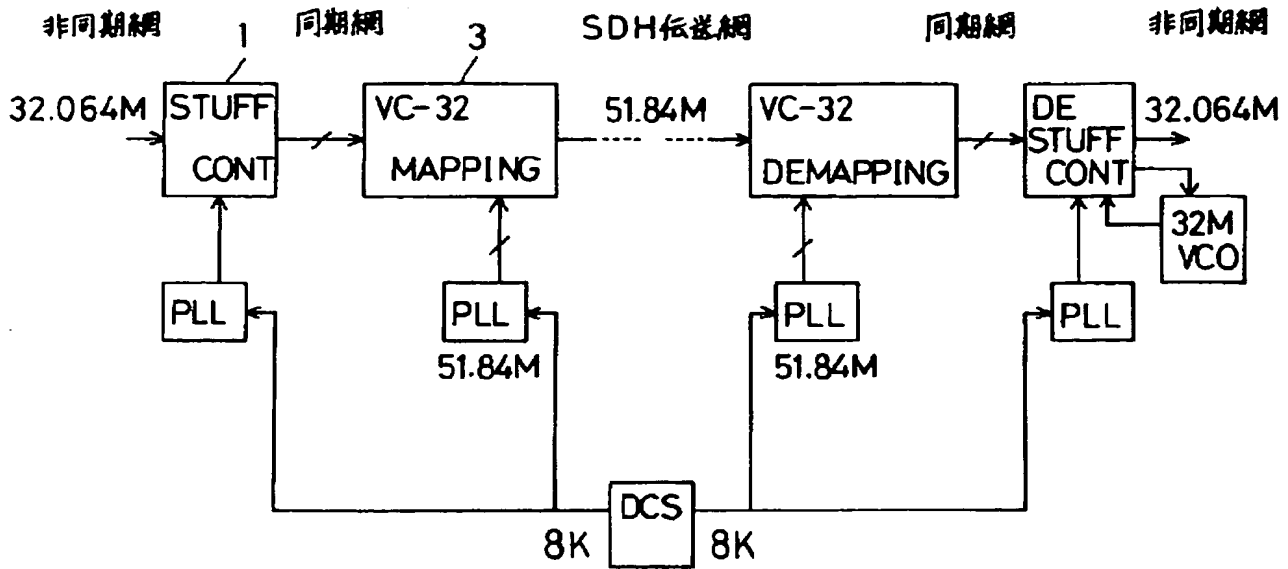 非同期網
同期網
SDH伝送網
同期網
非同期網
1
3
32.064M
STUFF
CONT
VC-32
MAPPING
51.84M
VC-32
DEMAPPING
DE
STUFF
CONT
32.064M
32M
VCO
PLL
PLL
51.84M
PLL
51.84M
PLL
DCS
8K
8K